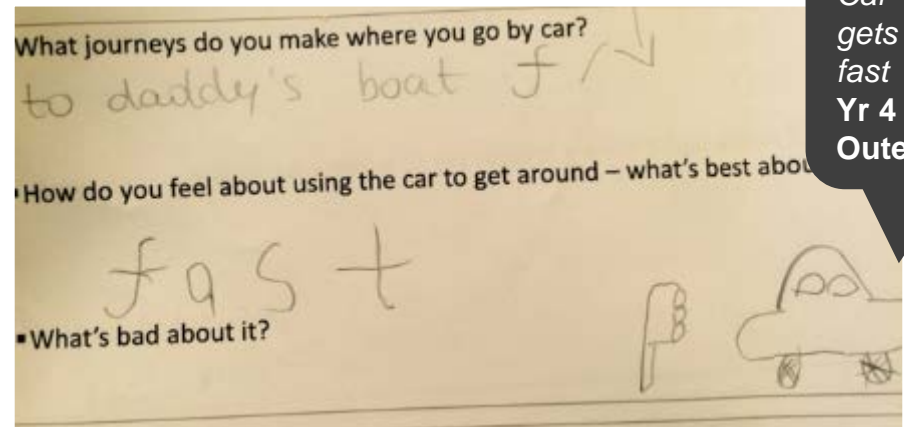 What journeys do you make where you go by car?
to daddy's boat f
How do you feel about using the car to get around – what's best abou
fast
▪What's bad about it?
gets
fast
Yr 4
Oute